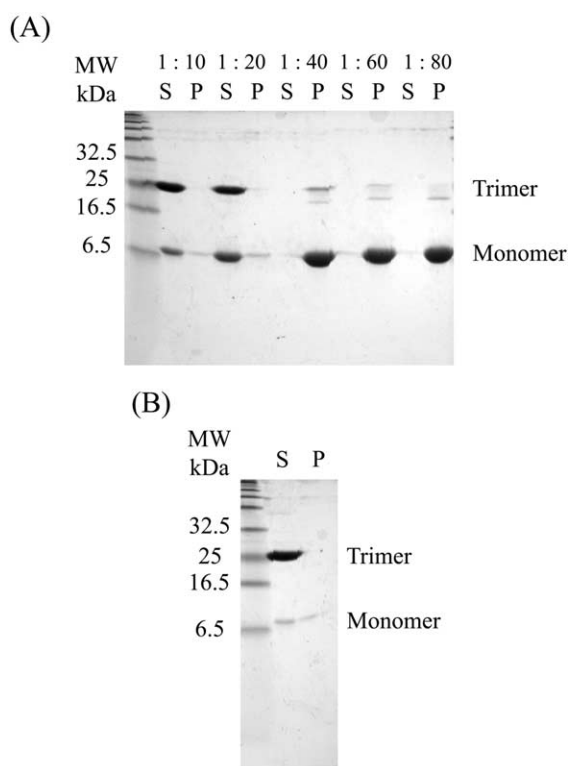 (A)
MW 1 : 10 1 : 20 1 : 40 1 : 60 1 : 80
kDa S P S P S P S P S P
32.5
25 Trimer
16.5
6.5 Monomer
(B)
MW
kDa S P
32.5
25 Trimer
16.5
6.5 Monomer